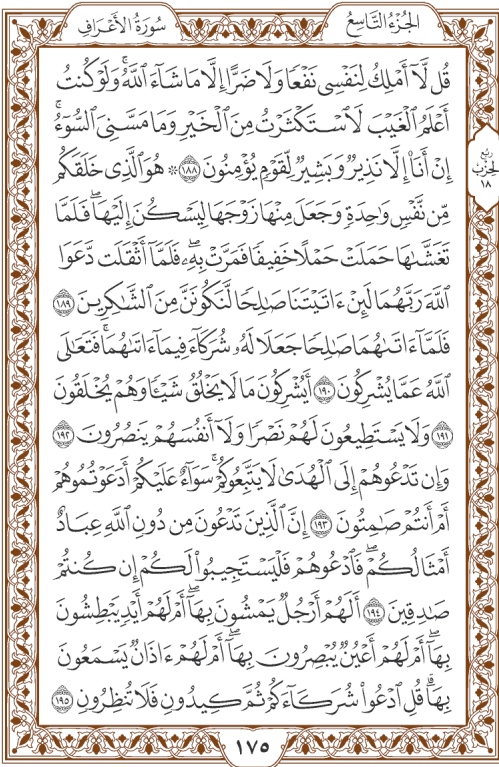 الجزء التاسع
سورة الأعراف
قُل لَّآ أَمْلِكُ لِنَفْسِى نَفْعًا وَلَا ضَرًّا إِلَّا مَا شَآءَ ٱللَّهُ ۚ وَلَوْ كُنتُ
أَعْلَمُ ٱلْغَيْبَ لَٱسْتَكْثَرْتُ مِنَ ٱلْخَيْرِ وَمَا مَسَّنِىَ ٱلسُّوٓءُ ۚ
إِنْ أَنَا۠ إِلَّا نَذِيرٌ وَبَشِيرٌ لِّقَوْمٍ يُؤْمِنُونَ ١٨٨ ۞ هُوَ ٱلَّذِى خَلَقَكُم
ربع
الحزب
١٨
مِّن نَّفْسٍ وَٰحِدَةٍ وَجَعَلَ مِنْهَا زَوْجَهَا لِيَسْكُنَ إِلَيْهَا ۖ فَلَمَّا
تَغَشَّىٰهَا حَمَلَتْ حَمْلًا خَفِيفًا فَمَرَّتْ بِهِۦ ۖ فَلَمَّآ أَثْقَلَت دَّعَوَا
ٱللَّهَ رَبَّهُمَا لَئِنْ ءَاتَيْتَنَا صَٰلِحًا لَّنَكُونَنَّ مِنَ ٱلشَّٰكِرِينَ ١٨٩
فَلَمَّآ ءَاتَىٰهُمَا صَٰلِحًا جَعَلَا لَهُۥ شُرَكَآءَ فِيمَآ ءَاتَىٰهُمَا ۚ فَتَعَٰلَى
ٱللَّهُ عَمَّا يُشْرِكُونَ ١٩٠ أَيُشْرِكُونَ مَا لَا يَخْلُقُ شَيْـًٔا وَهُمْ يُخْلَقُونَ
١٩١ وَلَا يَسْتَطِيعُونَ لَهُمْ نَصْرًا وَلَآ أَنفُسَهُمْ يَنصُرُونَ ١٩٢
وَإِن تَدْعُوهُمْ إِلَى ٱلْهُدَىٰ لَا يَتَّبِعُوكُمْ ۚ سَوَآءٌ عَلَيْكُمْ أَدَعَوْتُمُوهُمْ
أَمْ أَنتُمْ صَٰمِتُونَ ١٩٣ إِنَّ ٱلَّذِينَ تَدْعُونَ مِن دُونِ ٱللَّهِ عِبَادٌ
أَمْثَالُكُمْ ۖ فَٱدْعُوهُمْ فَلْيَسْتَجِيبُوا۟ لَكُمْ إِن كُنتُمْ
صَٰدِقِينَ ١٩٤ أَلَهُمْ أَرْجُلٌ يَمْشُونَ بِهَآ ۖ أَمْ لَهُمْ أَيْدٍ يَبْطِشُونَ
بِهَآ ۖ أَمْ لَهُمْ أَعْيُنٌ يُبْصِرُونَ بِهَآ ۖ أَمْ لَهُمْ ءَاذَانٌ يَسْمَعُونَ
بِهَا ۗ قُلِ ٱدْعُوا۟ شُرَكَآءَكُمْ ثُمَّ كِيدُونِ فَلَا تُنظِرُونِ ١٩٥
١٧٥